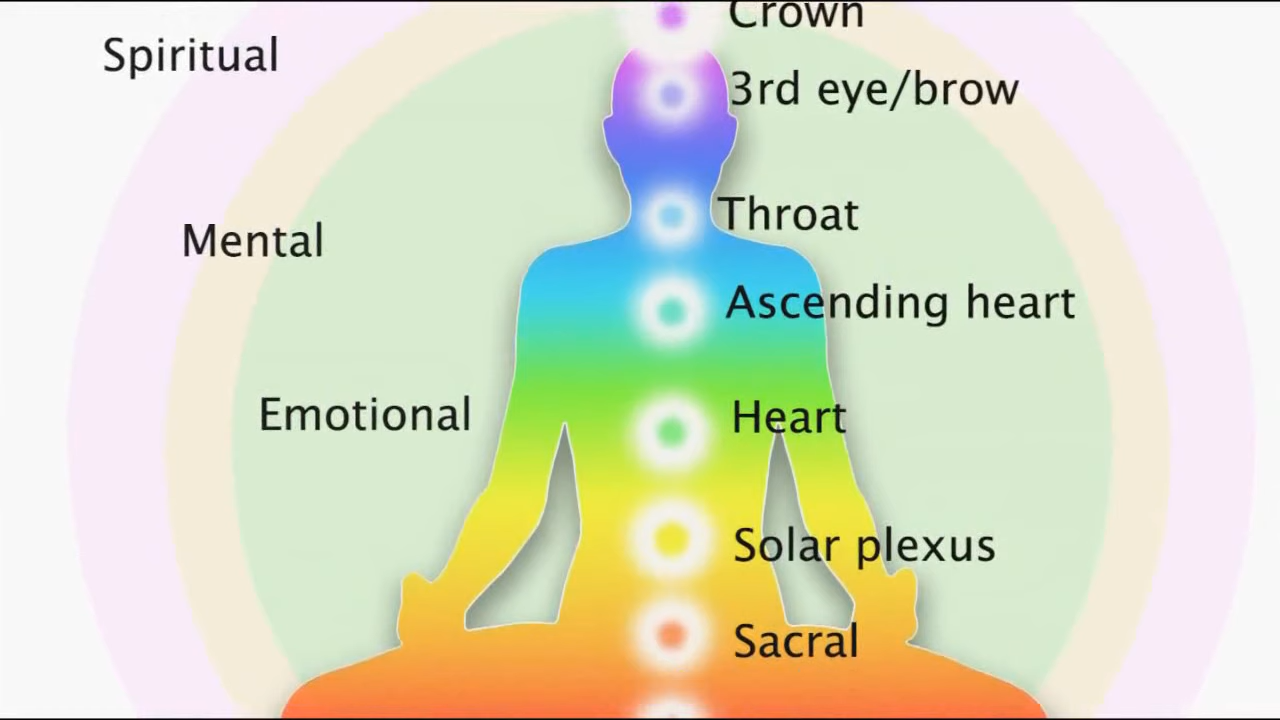 Crown
Spiritual
3rd eye/brow
Throat
Mental
Ascending heart
Emotional
Heart
Solar plexus
Sacral